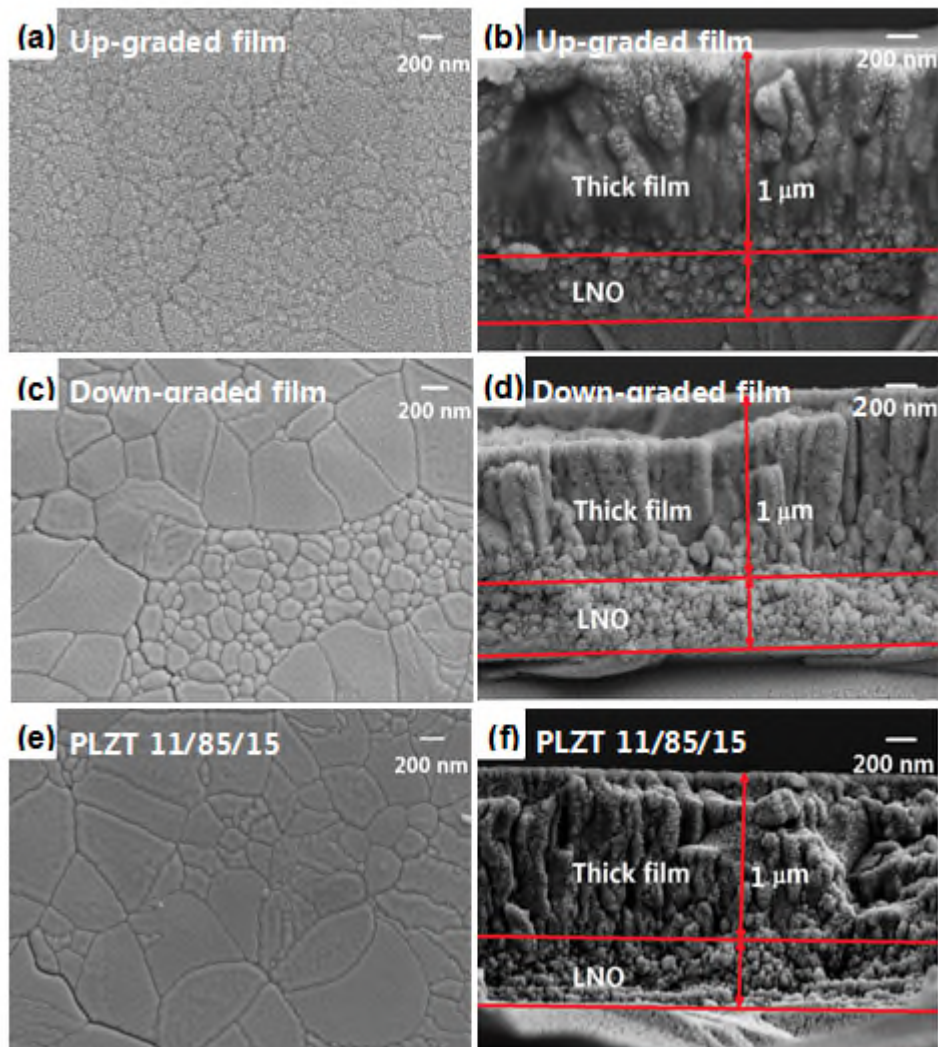 (a) Up-graded film
200 nm
(b) Up-graded film
200 nm
Thick film
1 μm
LNO
(c) Down-graded film
200 nm
(d) Down-graded film
200 nm
Thick film
1 μm
LNO
(e) PLZT 11/85/15
200 nm
(f) PLZT 11/85/15
200 nm
Thick film
1 μm
LNO